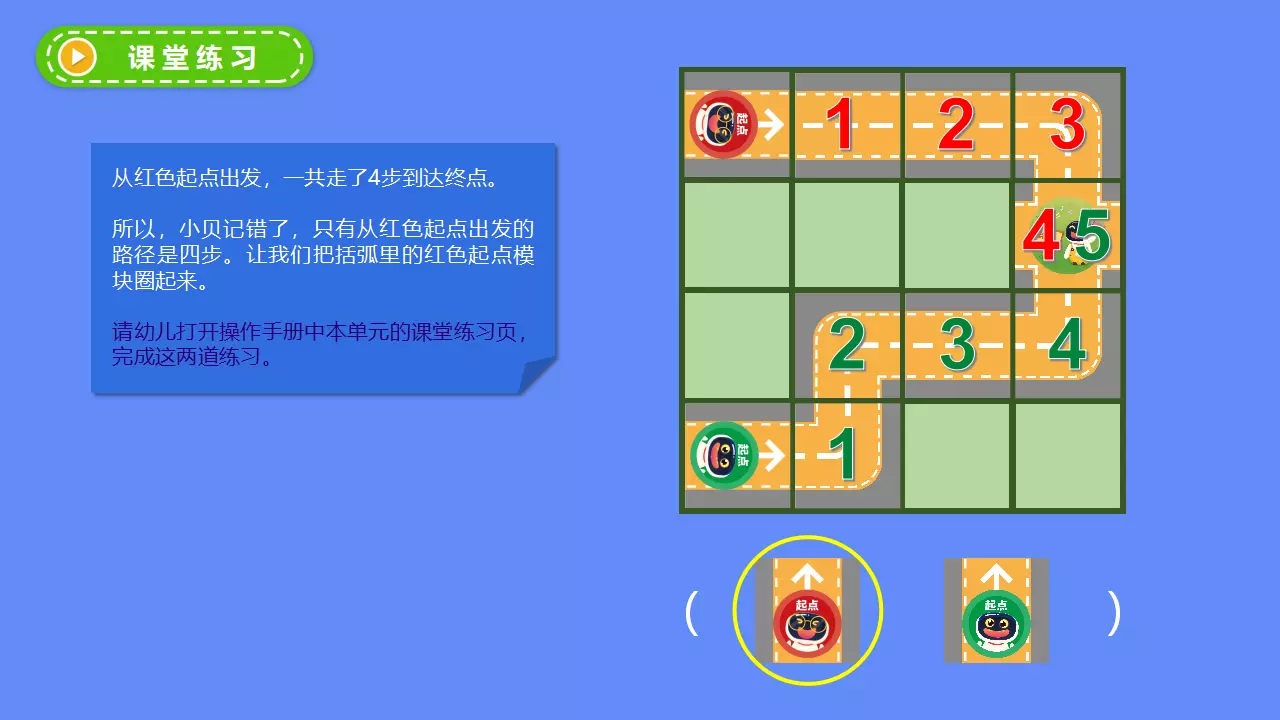 课堂练习
从红色起点出发，一共走了4步到达终点。
所以，小贝记错了，只有从红色起点出发的
路径是四步。让我们把括弧里的红色起点模
块圈起来。
请幼儿打开操作手册中本单元的课堂练习页，
完成这两道练习。
起点 1 2 3
4 5
2 3 4
起点 1
( 起点 起点 )